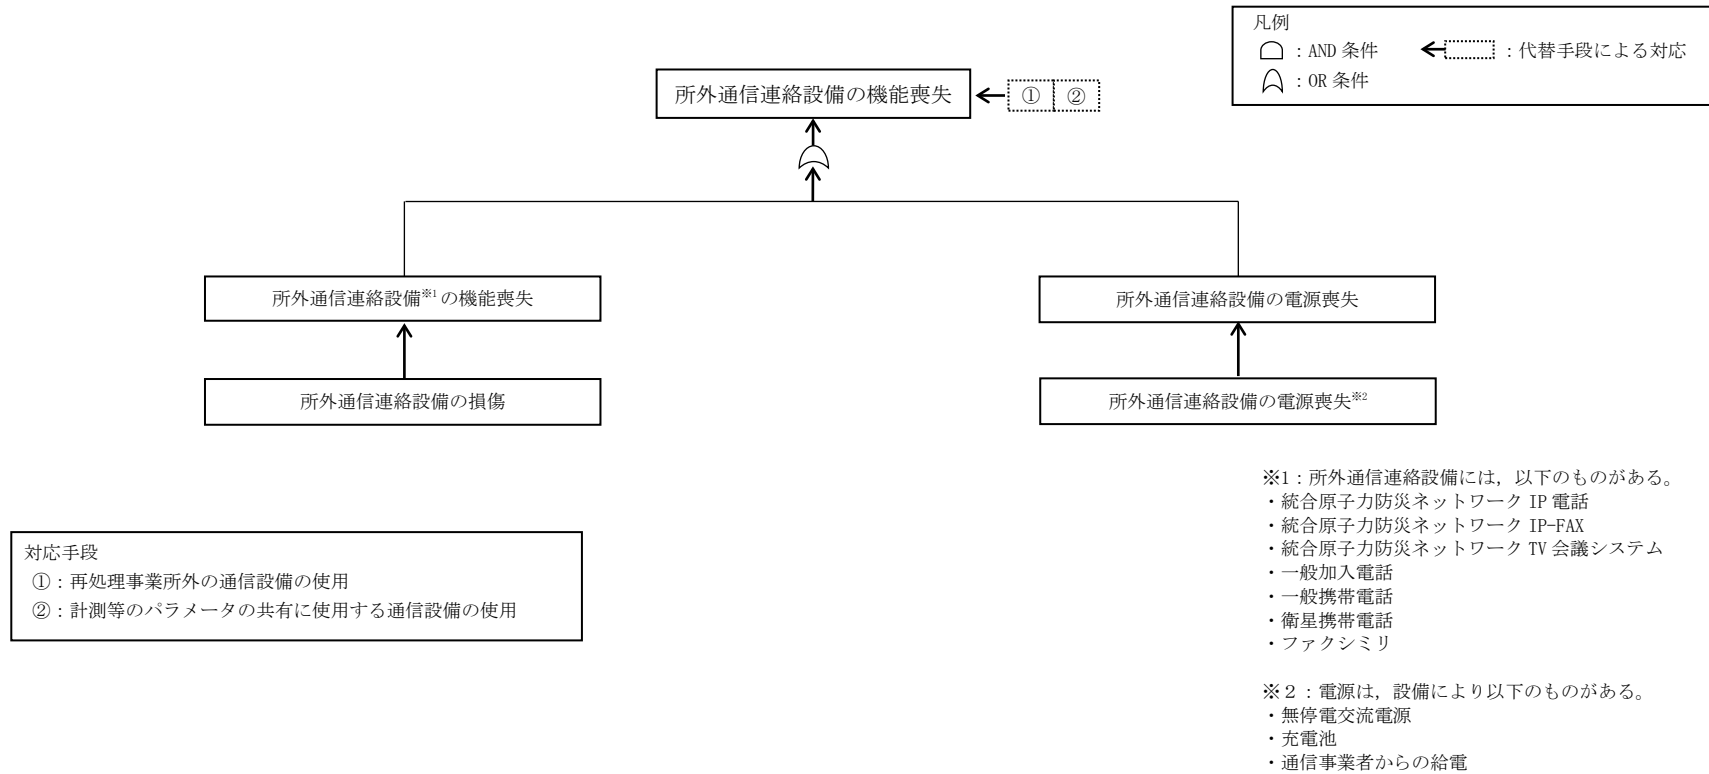 凡例
：AND 条件
：代替手段による対応
：OR 条件
所外通信連絡設備の機能喪失
① ②
所外通信連絡設備※1の機能喪失
所外通信連絡設備の電源喪失
所外通信連絡設備の損傷
所外通信連絡設備の電源喪失※2
※1：所外通信連絡設備には，以下のものがある。
・統合原子力防災ネットワーク IP 電話
・統合原子力防災ネットワーク IP-FAX
・統合原子力防災ネットワーク TV 会議システム
・一般加入電話
・一般携帯電話
・衛星携帯電話
・ファクシミリ
※２：電源は，設備により以下のものがある。
・無停電交流電源
・充電池
・通信事業者からの給電
対応手段
①：再処理事業所外の通信設備の使用
②：計測等のパラメータの共有に使用する通信設備の使用